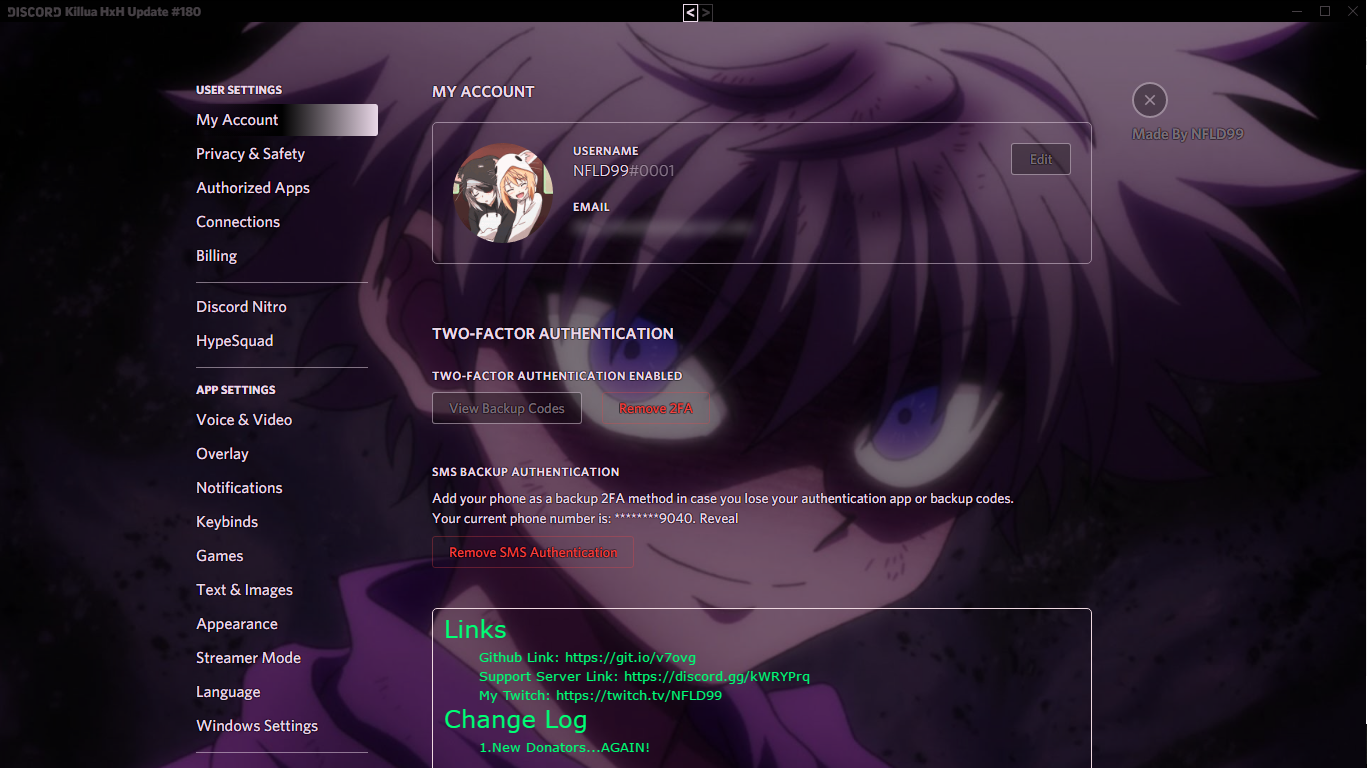 DISCORD Killua HxH Update #180
< >
USER SETTINGS
My Account
Privacy & Safety
Authorized Apps
Connections
Billing
Discord Nitro
HypeSquad
APP SETTINGS
Voice & Video
Overlay
Notifications
Keybinds
Games
Text & Images
Appearance
Streamer Mode
Language
Windows Settings
MY ACCOUNT
USERNAME
NFLD99#0001
Edit
EMAIL
Made By NFLD99
TWO-FACTOR AUTHENTICATION
TWO-FACTOR AUTHENTICATION ENABLED
View Backup Codes Remove 2FA
SMS BACKUP AUTHENTICATION
Add your phone as a backup 2FA method in case you lose your authentication app or backup codes.
Your current phone number is: ********9040. Reveal
Remove SMS Authentication
Links
Github Link: https://git.io/v7ovg
Support Server Link: https://discord.gg/kWRYPrq
My Twitch: https://twitch.tv/NFLD99
Change Log
1.New Donators...AGAIN!